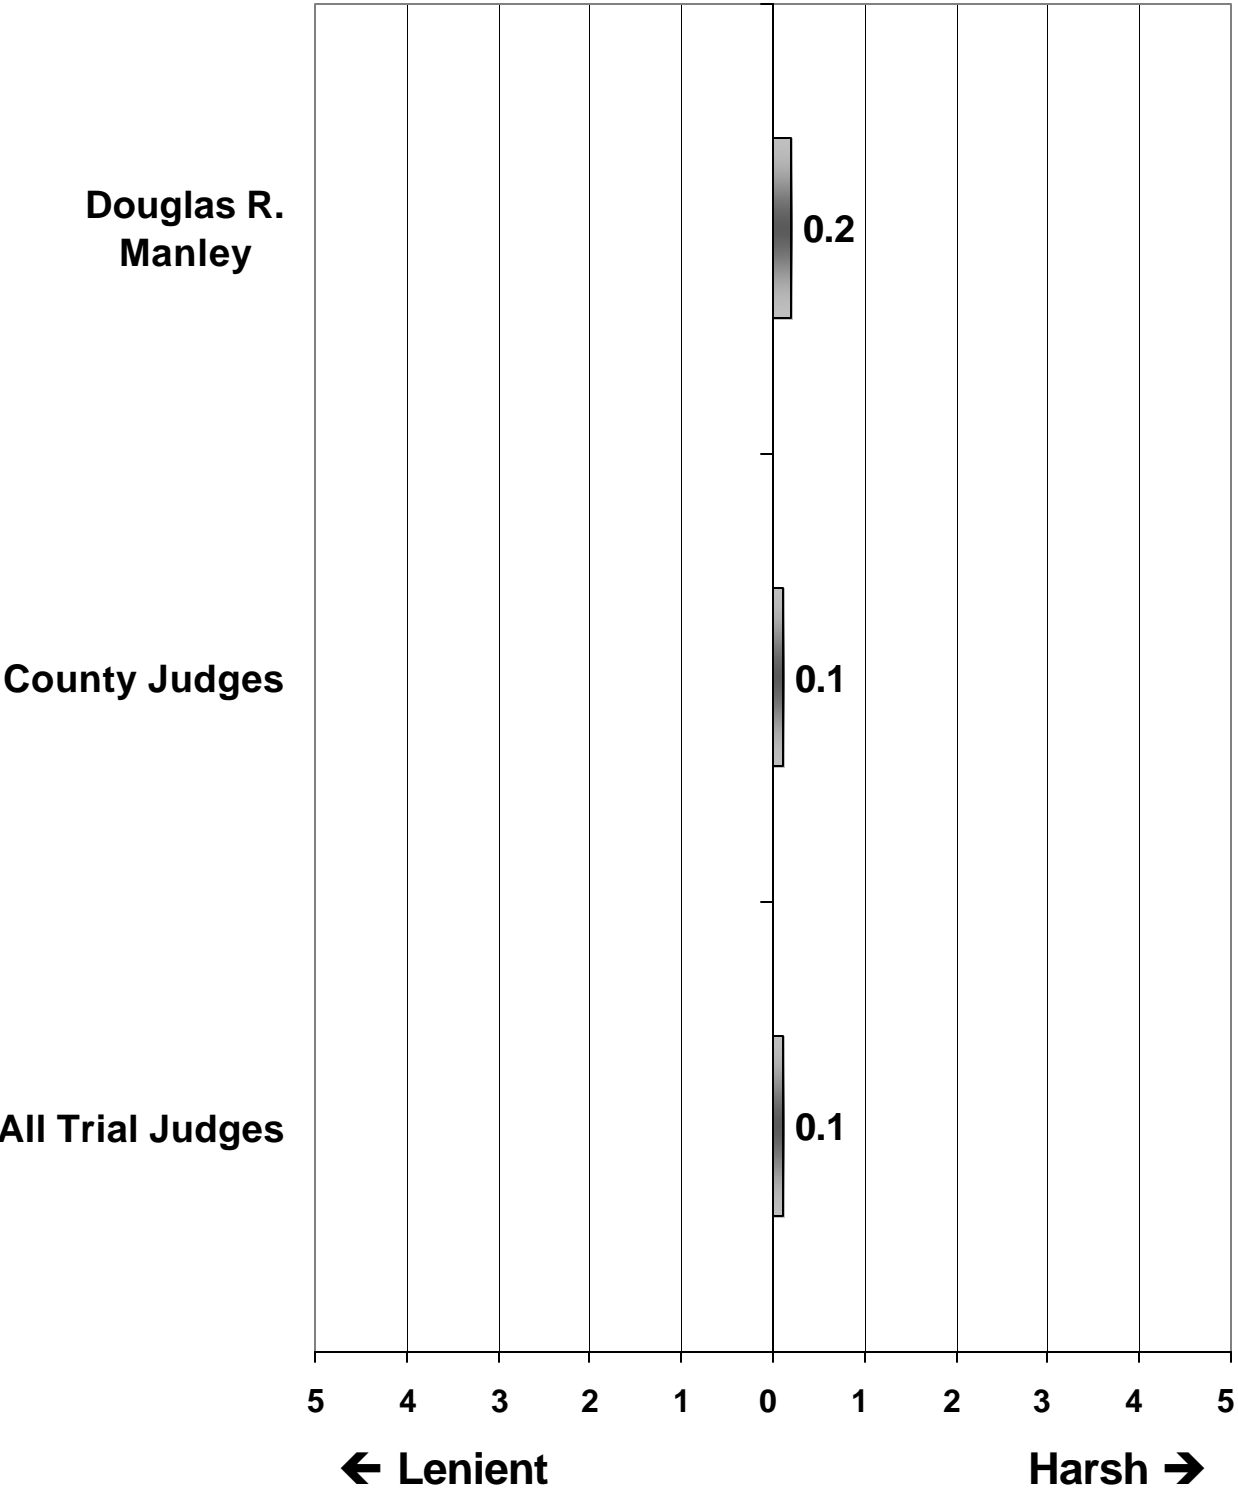 Douglas R.
Manley
0.2
County Judges
0.1
All Trial Judges
0.1
5 4 3 2 1 0 1 2 3 4 5
← Lenient Harsh →